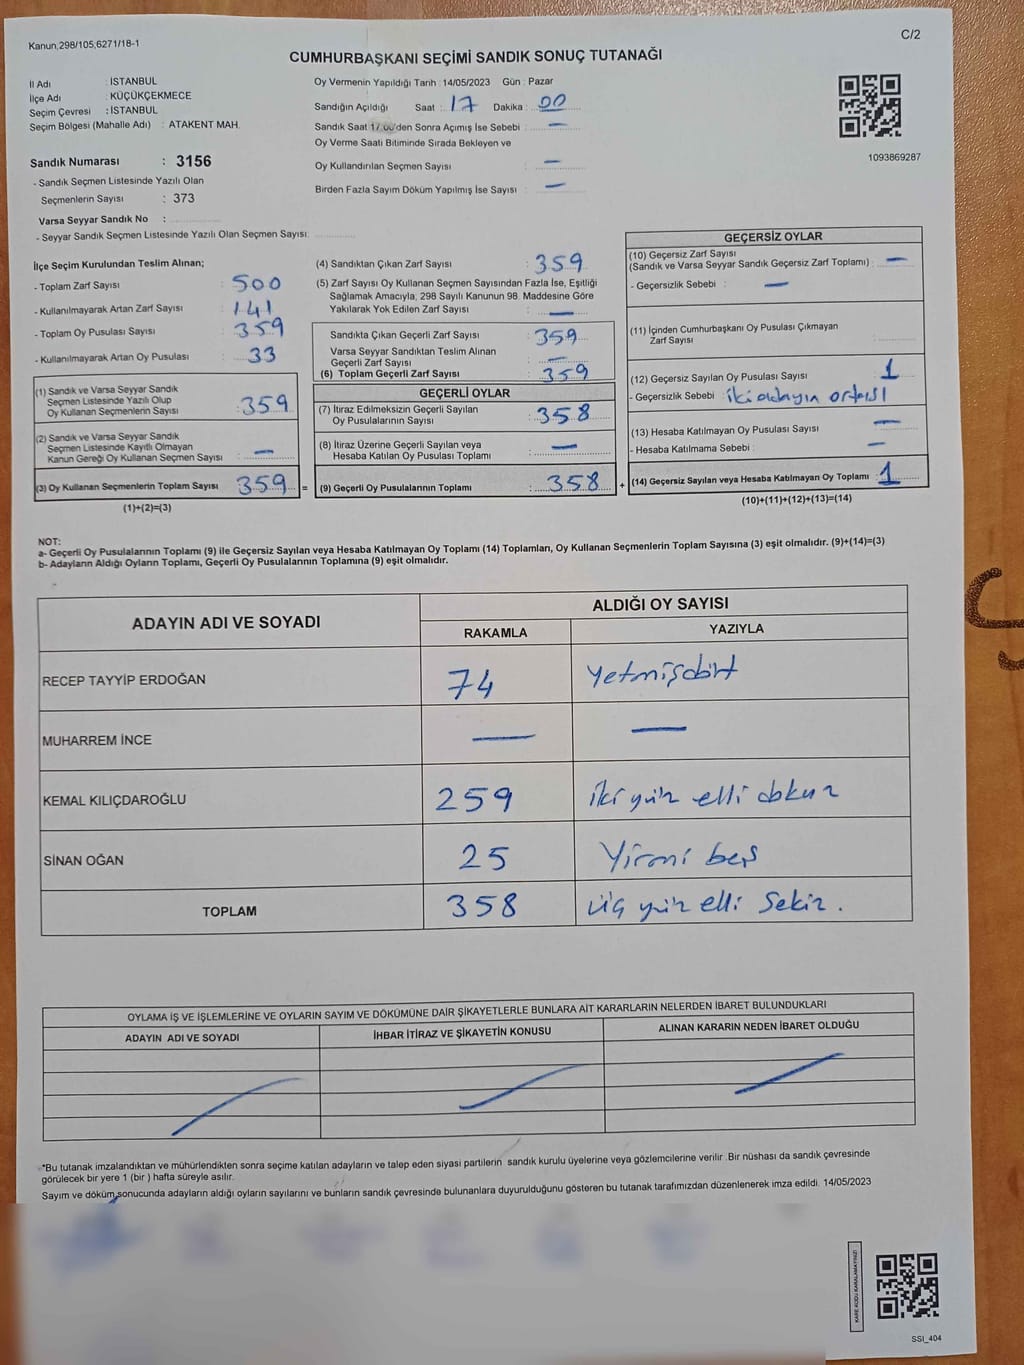 Kanun,298/105,6271/18-1
C/2
CUMHURBAŞKANI SEÇİMİ SANDIK SONUÇ TUTANAĞI
İl Adı : İSTANBUL
İlçe Adı : KÜÇÜKÇEKMECE
Seçim Çevresi : İSTANBUL
Seçim Bölgesi (Mahalle Adı) : ATAKENT MAH.
Sandık Numarası : 3156
- Sandık Seçmen Listesinde Yazılı Olan
Seçmenlerin Sayısı : 373
Varsa Seyyar Sandık No :
- Seyyar Sandık Seçmen Listesinde Yazılı Olan Seçmen Sayısı:
Oy Vermenin Yapıldığı Tarih :14/05/2023 Gün : Pazar
Sandığın Açıldığı Saat : 17 Dakika : 00
Sandık Saat 17.00'den Sonra Açımış İse Sebebi : —
Oy Verme Saati Bitiminde Sırada Bekleyen ve
Oy Kullandırılan Seçmen Sayısı : —
Birden Fazla Sayım Döküm Yapılmış İse Sayısı : —
1093869287
İlçe Seçim Kurulundan Teslim Alınan;
- Toplam Zarf Sayısı : 500
- Kullanılmayarak Artan Zarf Sayısı : 141
- Toplam Oy Pusulası Sayısı : 359
- Kullanılmayarak Artan Oy Pusulası : 33
(1) Sandık ve Varsa Seyyar Sandık
Seçmen Listesinde Yazılı Olup
Oy Kullanan Seçmenlerin Sayısı : 359
(2) Sandık ve Varsa Seyyar Sandık
Seçmen Listesinde Kayıtlı Olmayan
Kanun Gereği Oy Kullanan Seçmen Sayısı : —
(3) Oy Kullanan Seçmenlerin Toplam Sayısı : 359 =
(1)+(2)=(3)
(4) Sandıktan Çıkan Zarf Sayısı : 359
(5) Zarf Sayısı Oy Kullanan Seçmen Sayısından Fazla İse, Eşitliği
Sağlamak Amacıyla; 298 Sayılı Kanunun 98. Maddesine Göre
Yakılarak Yok Edilen Zarf Sayısı : —
Sandıkta Çıkan Geçerli Zarf Sayısı : 359
Varsa Seyyar Sandıktan Teslim Alınan
Geçerli Zarf Sayısı : —
(6) Toplam Geçerli Zarf Sayısı : 359
GEÇERLİ OYLAR
(7) İtiraz Edilmeksizin Geçerli Sayılan
Oy Pusulalarının Sayısı : 358
(8) İtiraz Üzerine Geçerli Sayılan veya
Hesaba Katılan Oy Pusulası Toplamı : —
(9) Geçerli Oy Pusulalarının Toplamı : 358 +
GEÇERSİZ OYLAR
(10) Geçersiz Zarf Sayısı
(Sandık ve Varsa Seyyar Sandık Geçersiz Zarf Toplamı) : —
- Geçersizlik Sebebi : —
(11) İçinden Cumhurbaşkanı Oy Pusulası Çıkmayan
Zarf Sayısı :
(12) Geçersiz Sayılan Oy Pusulası Sayısı : 1
- Geçersizlik Sebebi : iki adayın ortası
(13) Hesaba Katılmayan Oy Pusulası Sayısı : —
- Hesaba Katılmama Sebebi : —
(14) Geçersiz Sayılan veya Hesaba Katılmayan Oy Toplamı : 1
(10)+(11)+(12)+(13)=(14)
NOT:
a- Geçerli Oy Pusulalarının Toplamı (9) ile Geçersiz Sayılan veya Hesaba Katılmayan Oy Toplamı (14) Toplamları, Oy Kullanan Seçmenlerin Toplam Sayısına (3) eşit olmalıdır. (9)+(14)=(3)
b- Adayların Aldığı Oyların Toplamı, Geçerli Oy Pusulalarının Toplamına (9) eşit olmalıdır.
ADAYIN ADI VE SOYADI
ALDIĞI OY SAYISI
RAKAMLA YAZIYLA
RECEP TAYYİP ERDOĞAN 74 Yetmişdört
MUHARREM İNCE — —
KEMAL KILIÇDAROĞLU 259 iki yüz elli dokuz
SİNAN OĞAN 25 Yirmi beş
TOPLAM 358 üç yüz elli sekiz.
OYLAMA İŞ VE İŞLEMLERİNE VE OYLARIN SAYIM VE DÖKÜMÜNE DAİR ŞİKAYETLERLE BUNLARA AİT KARARLARIN NELERDEN İBARET BULUNDUKLARI
ADAYIN ADI VE SOYADI İHBAR İTİRAZ VE ŞİKAYETİN KONUSU ALINAN KARARIN NEDEN İBARET OLDUĞU
*Bu tutanak imzalandıktan ve mühürlendikten sonra seçime katılan adayların ve talep eden siyasi partilerin sandık kurulu üyelerine veya gözlemcilerine verilir .Bir nüshası da sandık çevresinde
görülecek bir yere 1 (bir ) hafta süreyle asılır.
Sayım ve döküm sonucunda adayların aldığı oyların sayılarını ve bunların sandık çevresinde bulunanlara duyurulduğunu gösteren bu tutanak tarafımızdan düzenlenerek imza edildi. 14/05/2023
KARE KODU KARALAMAYINIZ!
SSI_404